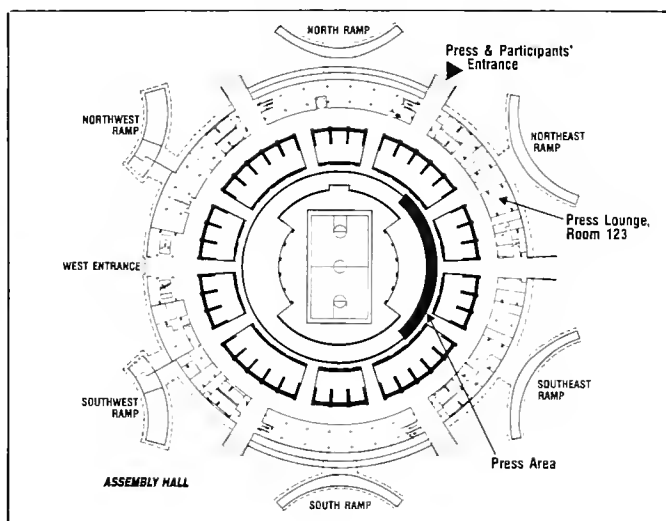 NORTH RAMP
Press & Participants'
Entrance
NORTHWEST
RAMP
NORTHEAST
RAMP
Press Lounge,
Room 123
WEST ENTRANCE
SOUTHWEST
RAMP
SOUTHEAST
RAMP
Press Area
ASSEMBLY HALL
SOUTH RAMP